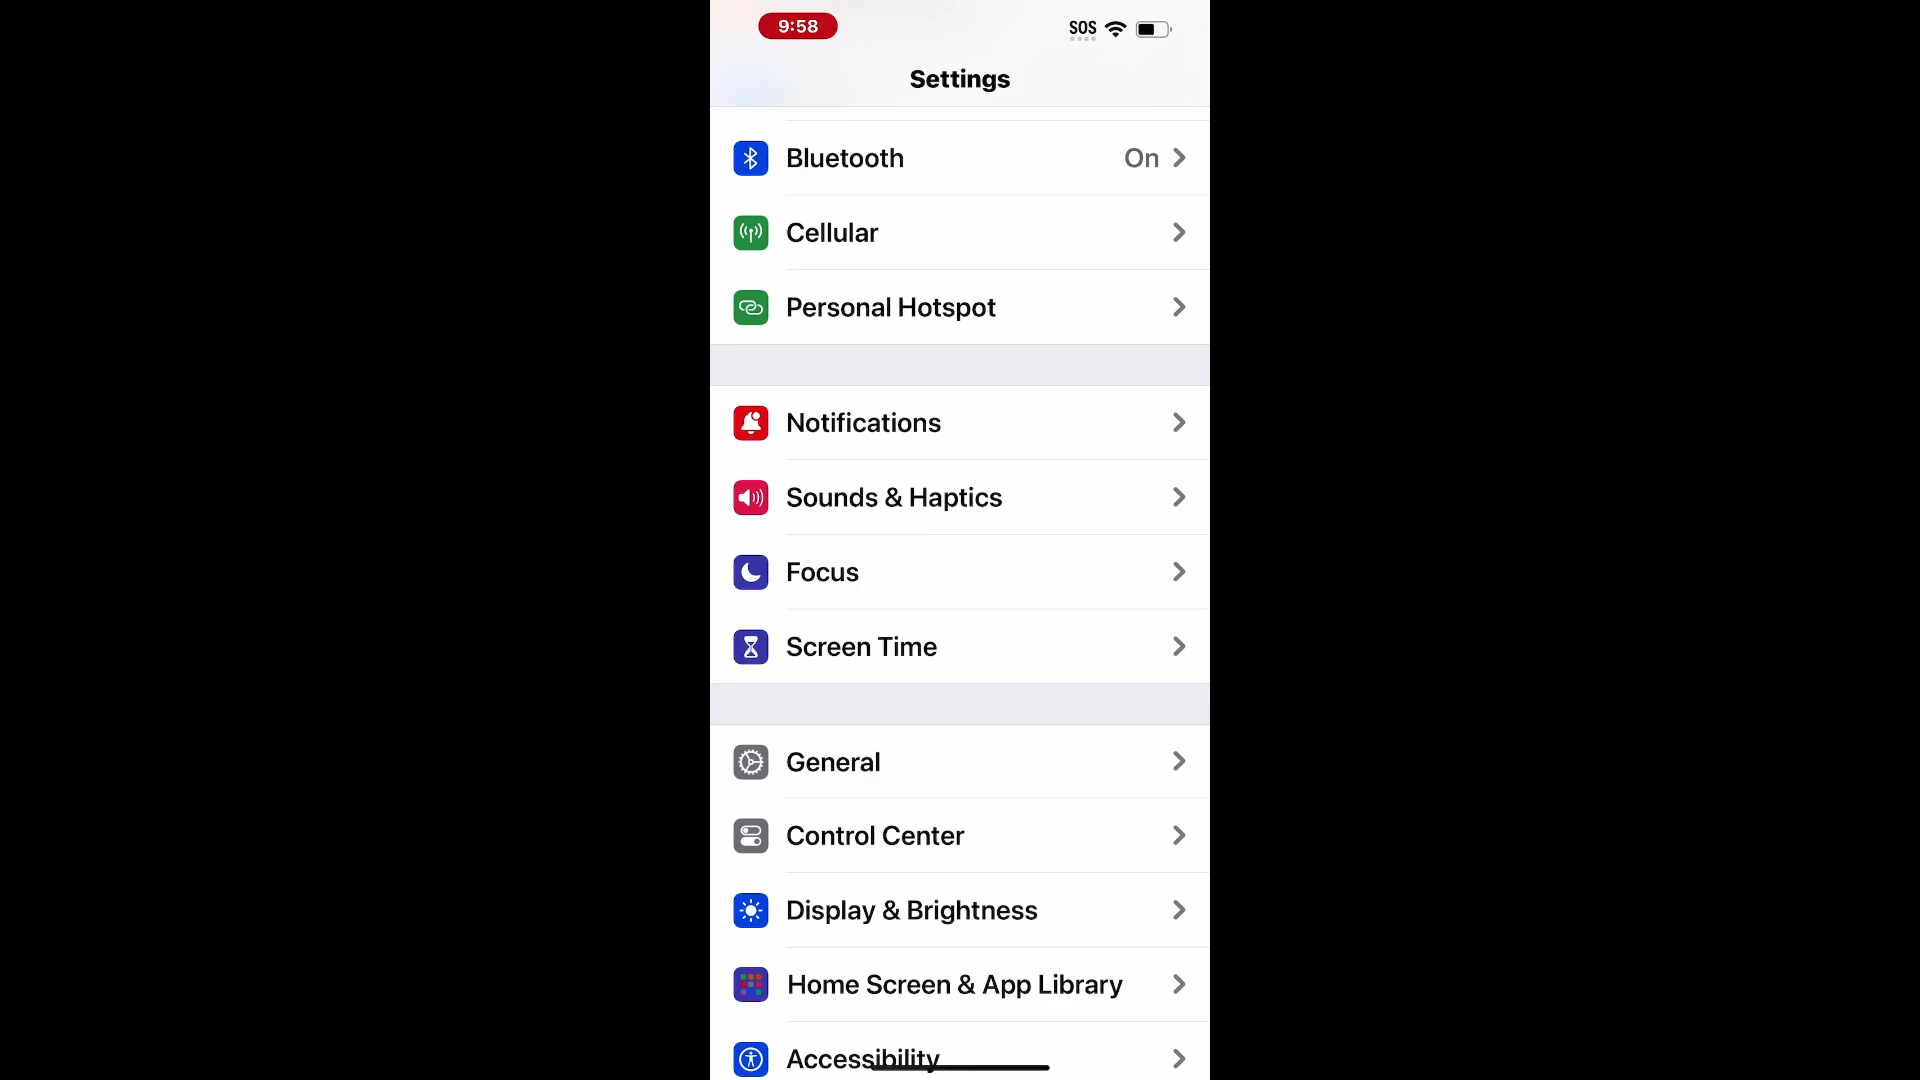 9:58
SOS
Settings
Bluetooth On
Cellular
Personal Hotspot
Notifications
Sounds & Haptics
Focus
Screen Time
General
Control Center
Display & Brightness
Home Screen & App Library
Accessibility